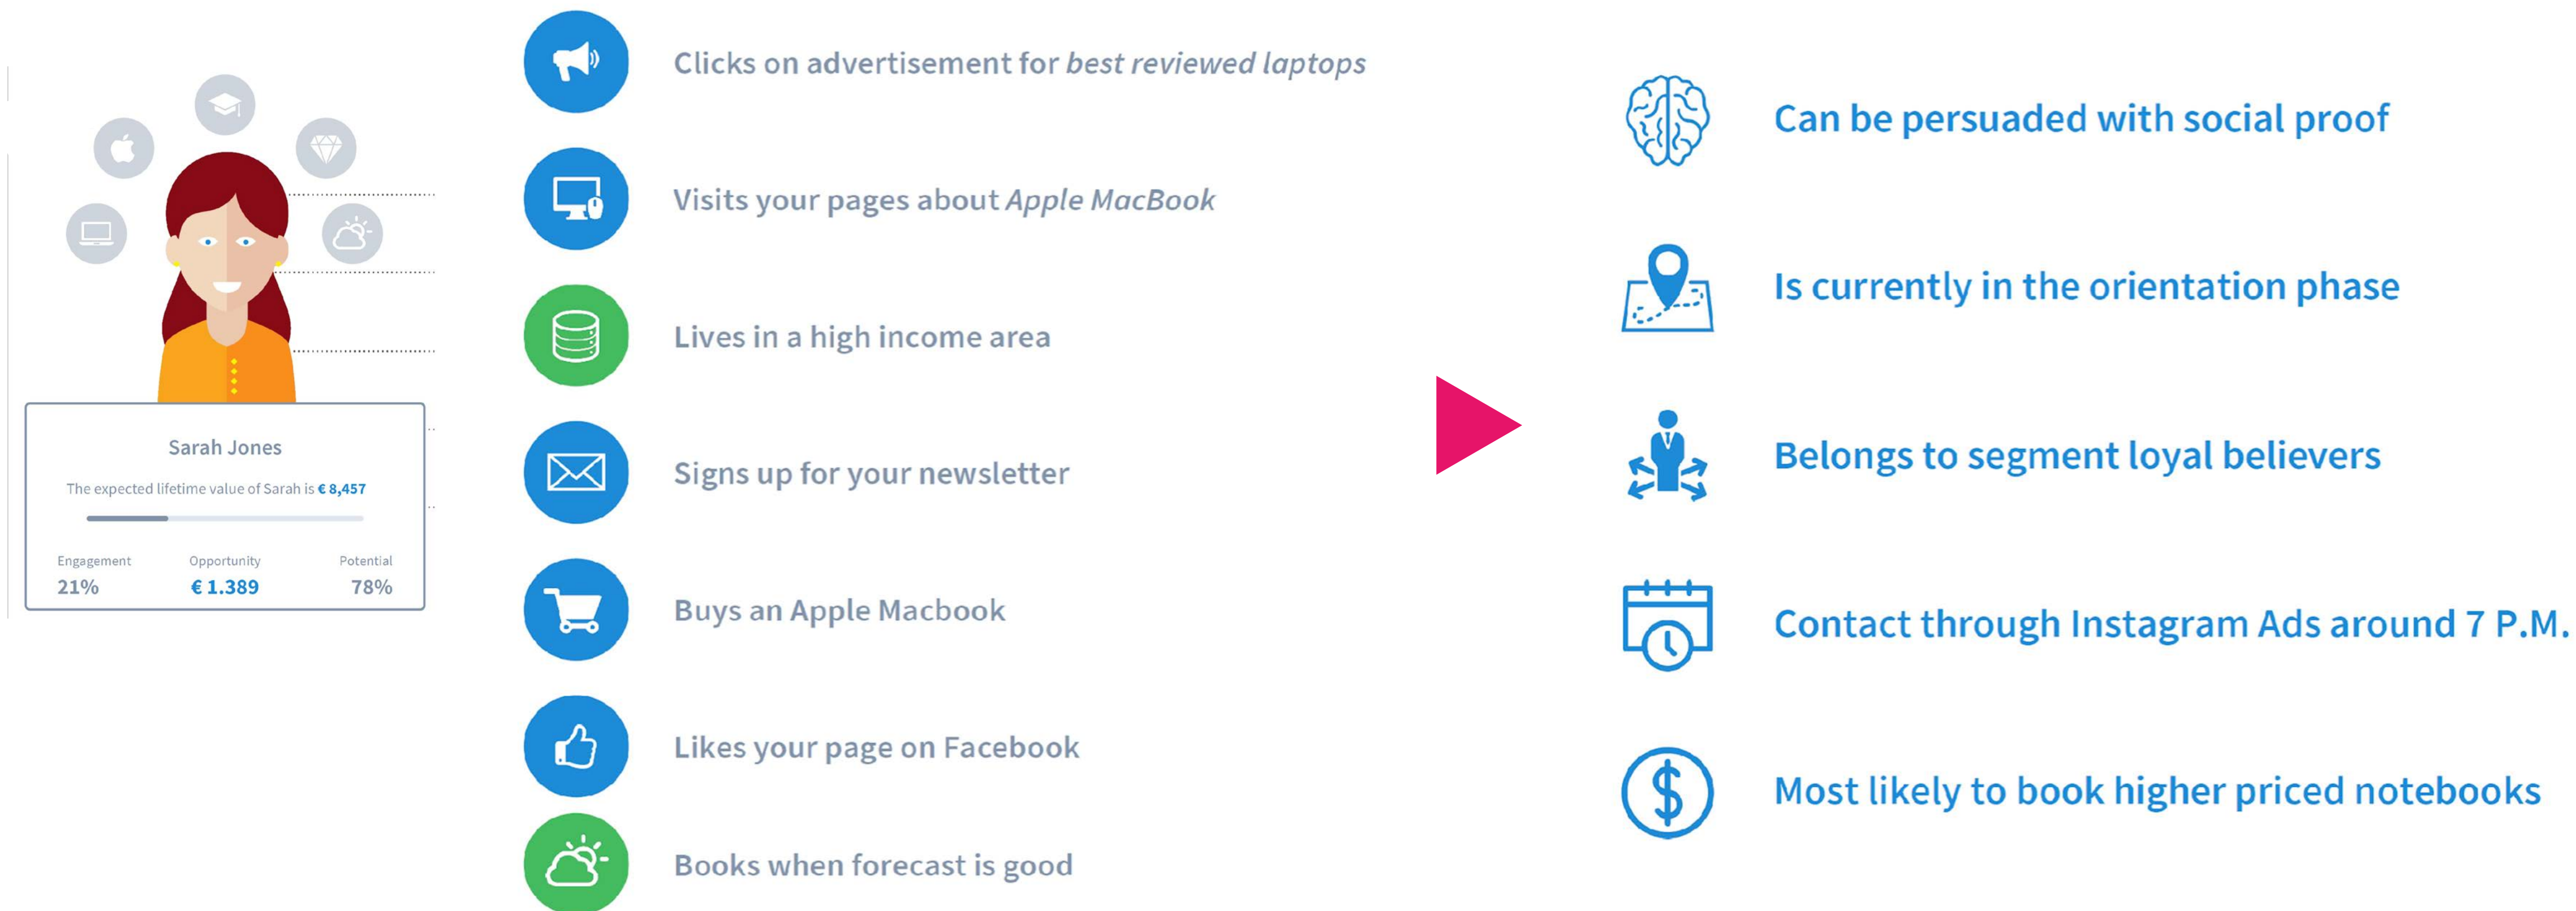 Sarah Jones
The expected lifetime value of Sarah is € 8,457
Engagement Opportunity Potential
21% € 1.389 78%
Clicks on advertisement for best reviewed laptops
Visits your pages about Apple MacBook
Lives in a high income area
Signs up for your newsletter
Buys an Apple Macbook
Likes your page on Facebook
Books when forecast is good
Can be persuaded with social proof
Is currently in the orientation phase
Belongs to segment loyal believers
Contact through Instagram Ads around 7 P.M.
Most likely to book higher priced notebooks